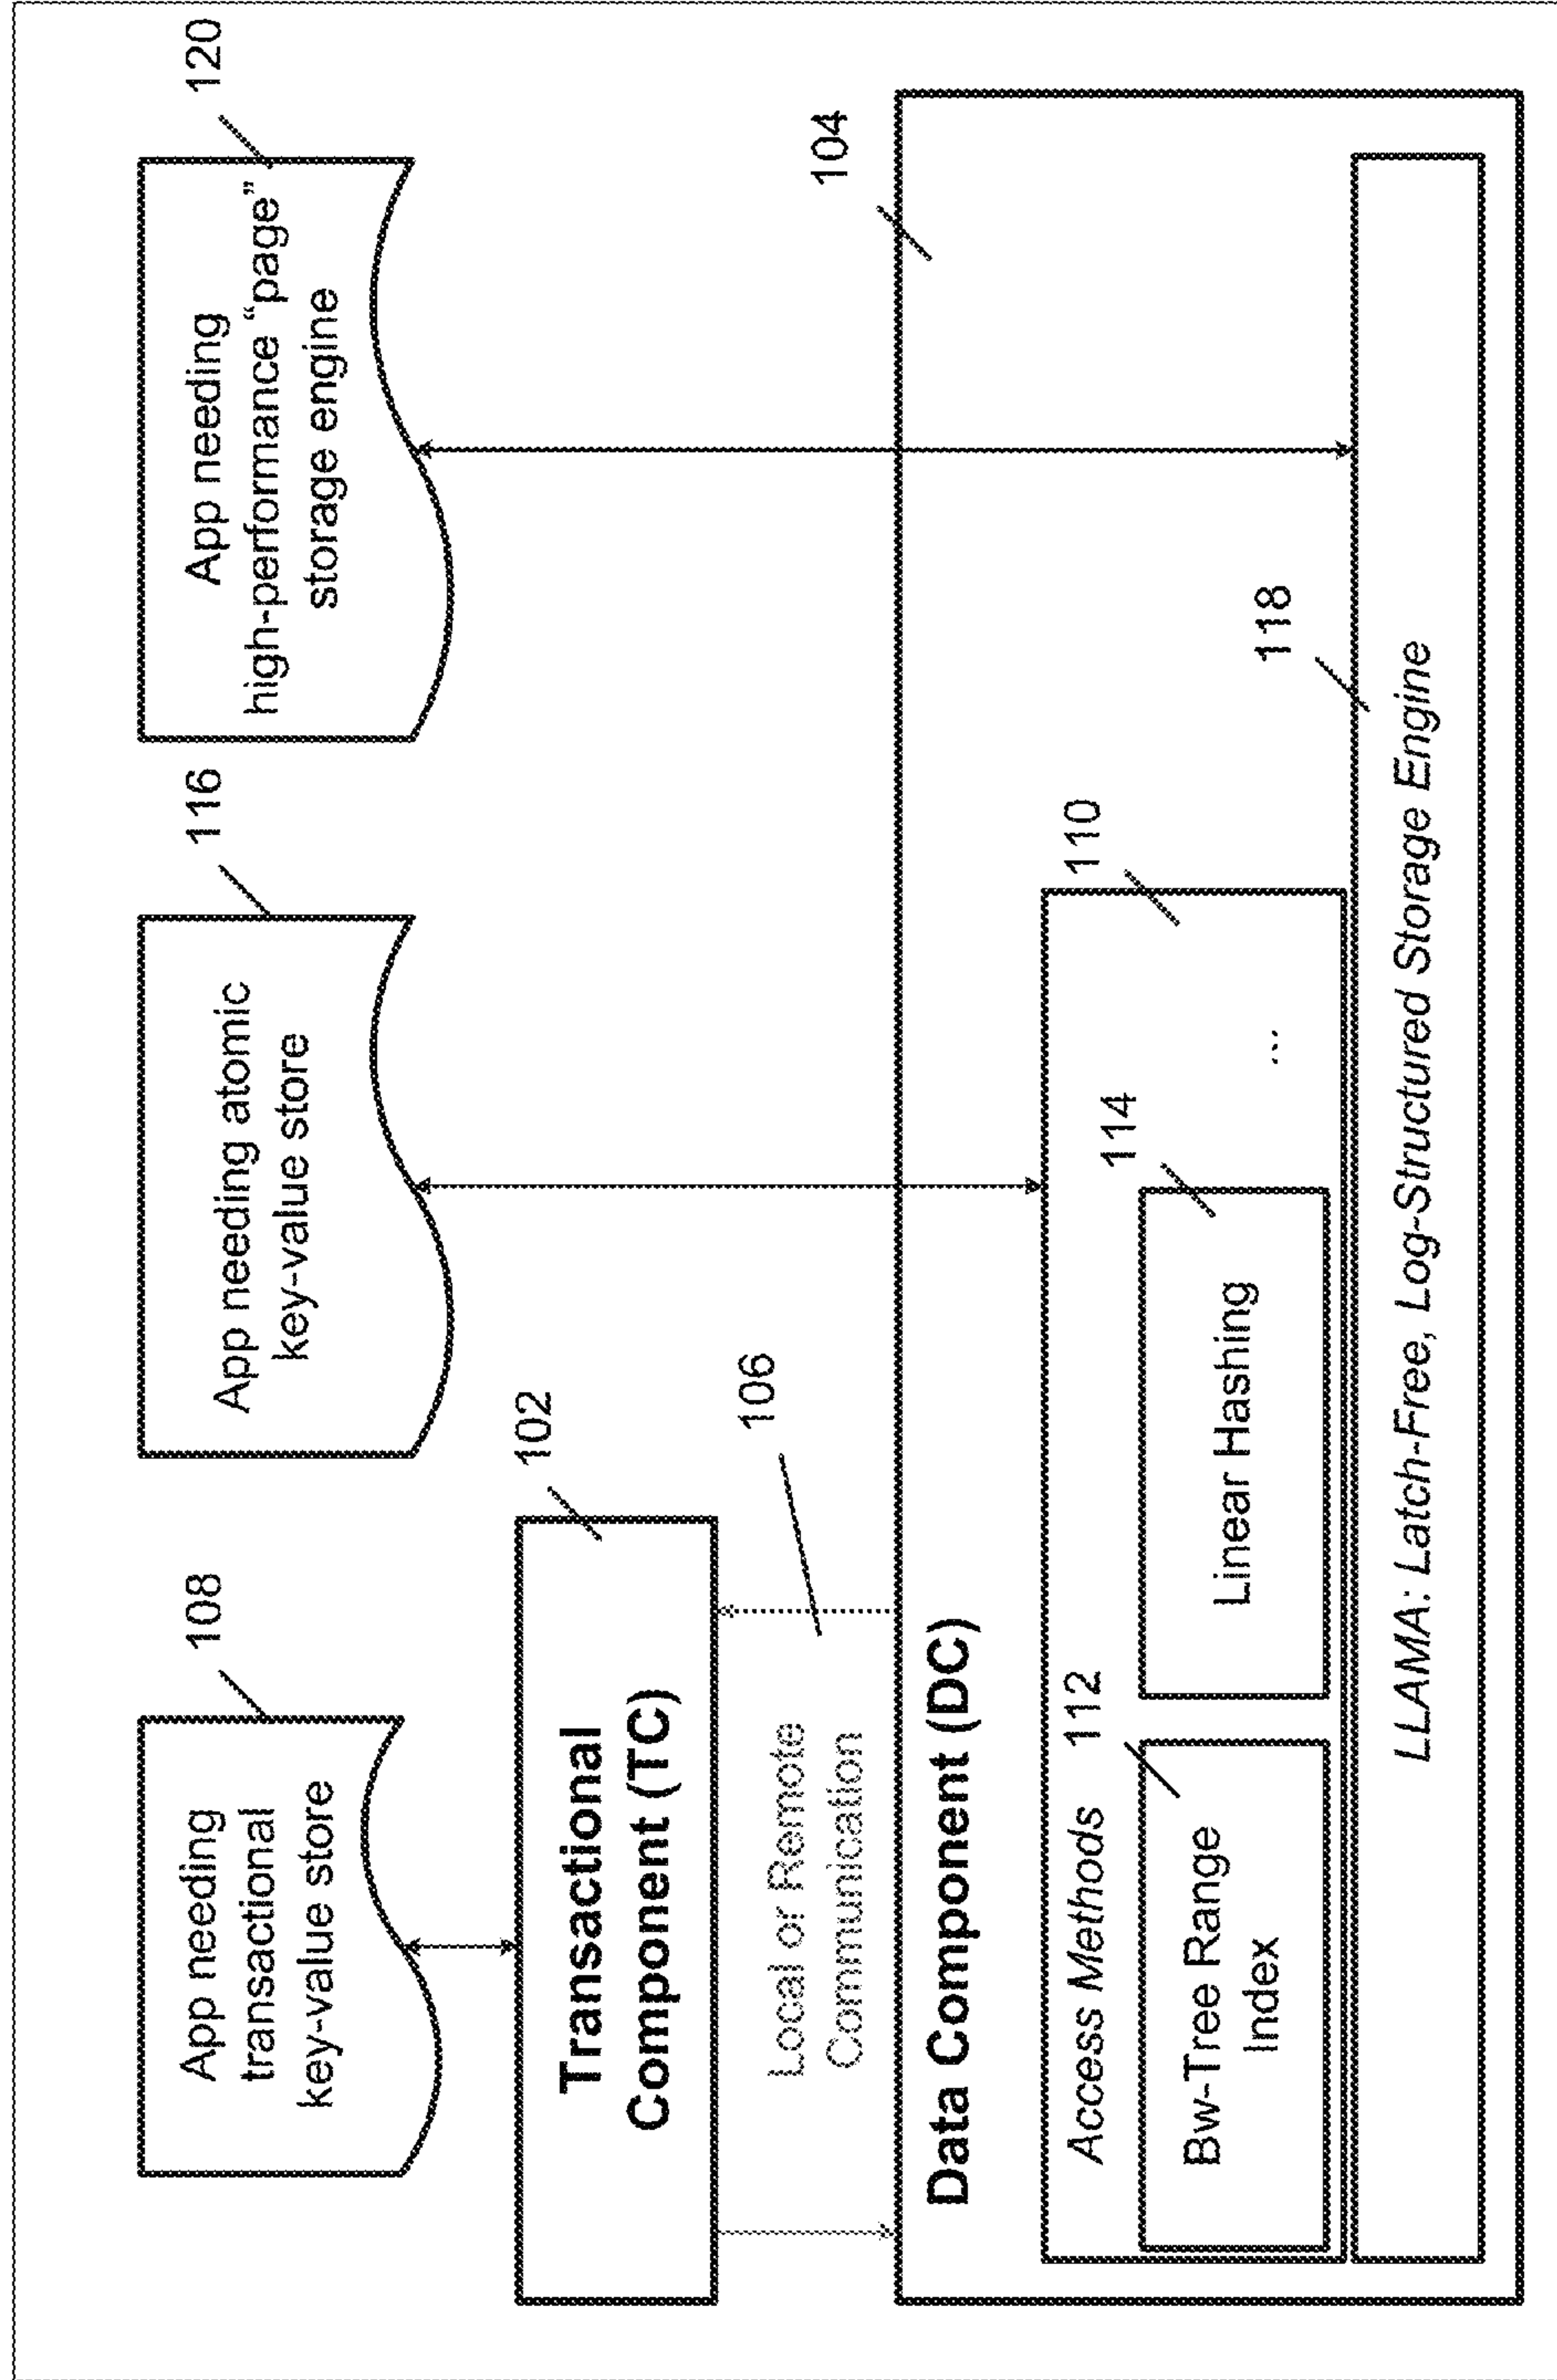 App needing
transactional
key-value store
108
App needing atomic
key-value store
116
App needing
high-performance “page”
storage engine
120
Transactional
Component (TC)
102
Local or Remote
Communication
106
104
Data Component (DC)
Access Methods
112
114
110
Bw-Tree Range
Index
Linear Hashing
...
118
LLAMA: Latch-Free, Log-Structured Storage Engine